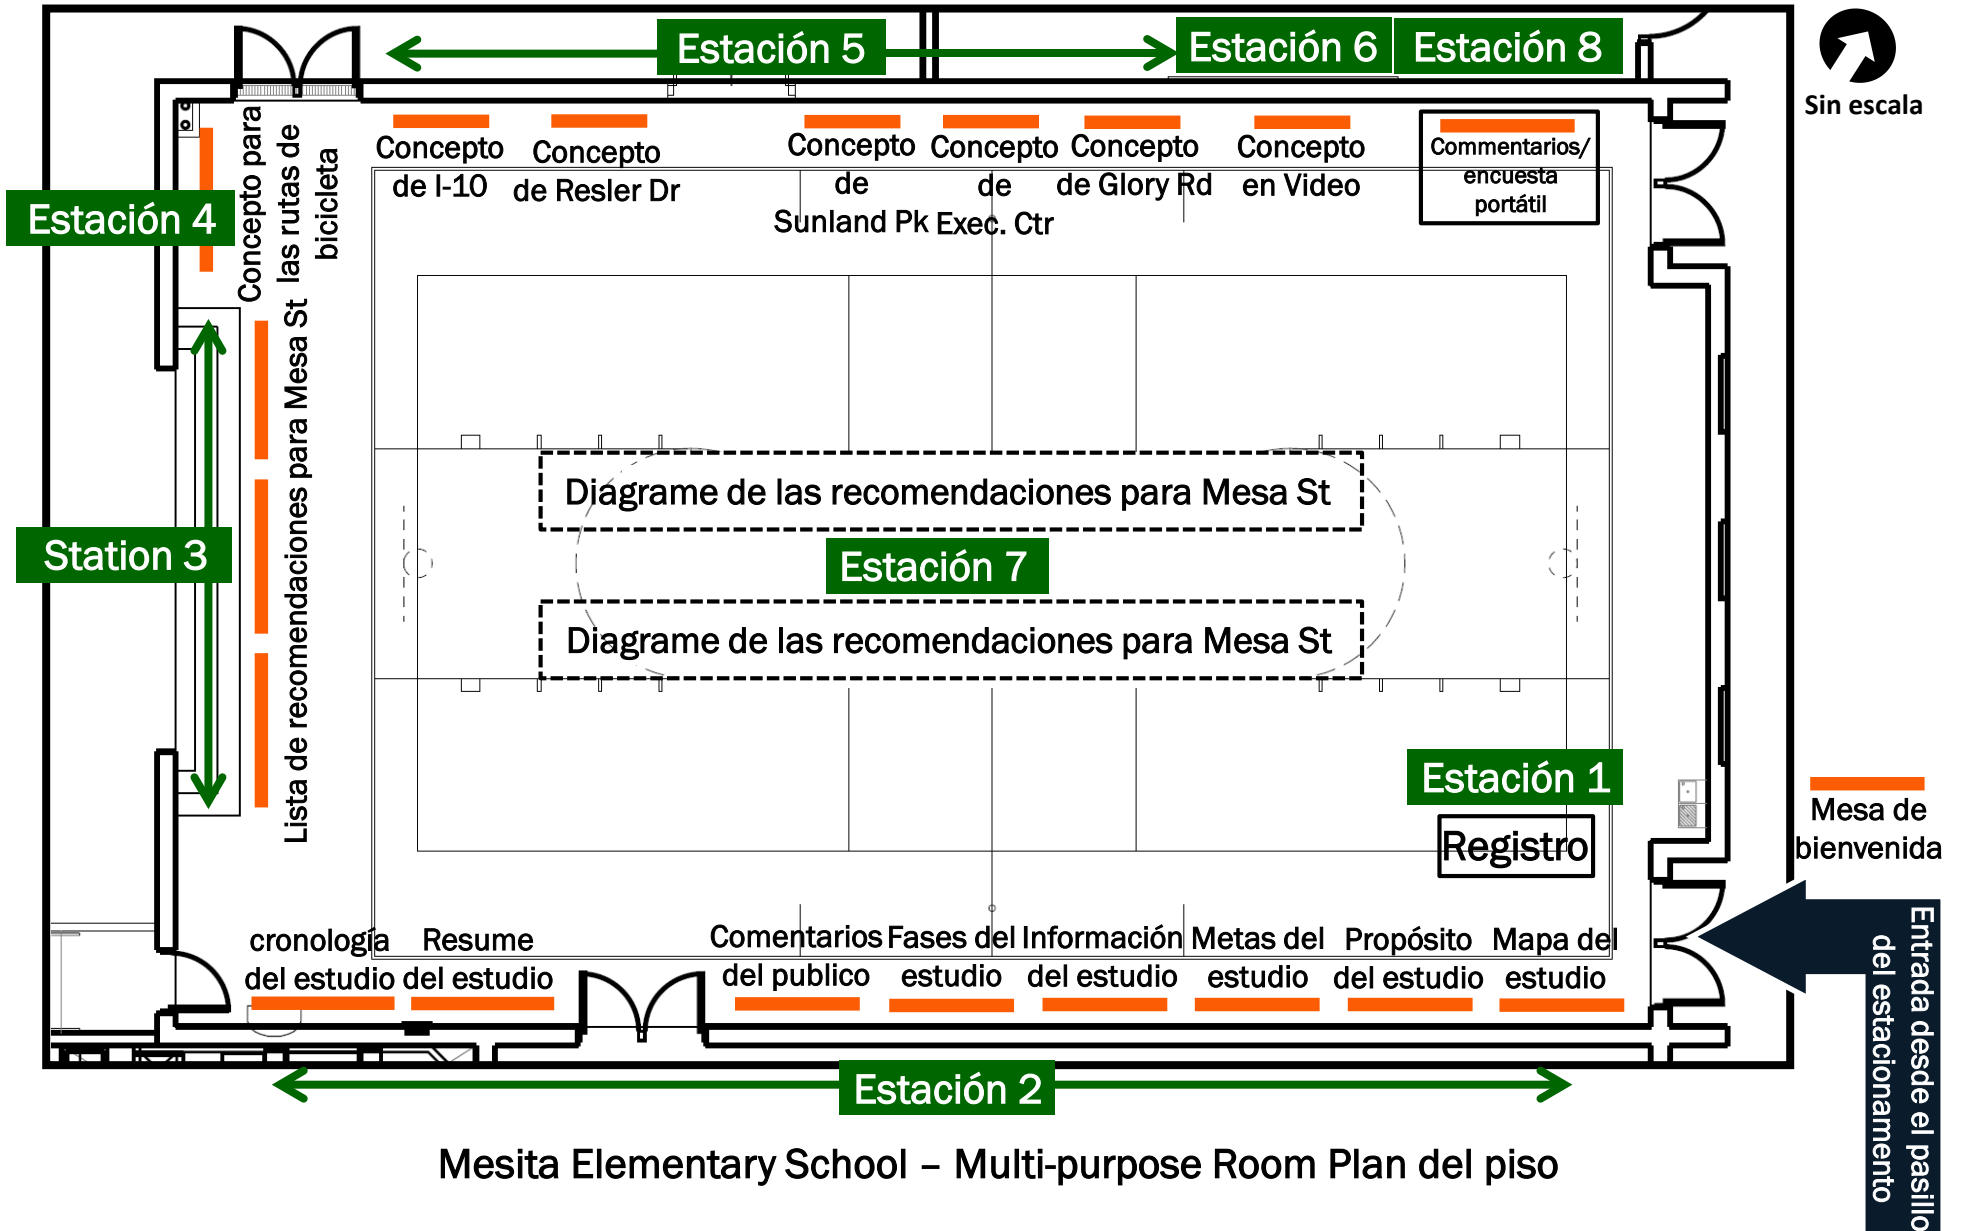 Estación 5
Estación 6
Estación 8
Sin escala
Concepto para
las rutas de
bicicleta
Concepto
de I-10
Concepto
de Resler Dr
Concepto
de
Sunland Pk
Concepto
de
Exec. Ctr
Concepto
de Glory Rd
Concepto
en Video
Commentarios/
encuesta
portátil
Estación 4
Lista de recomendaciones para Mesa St
Station 3
Diagrame de las recomendaciones para Mesa St
Estación 7
Diagrame de las recomendaciones para Mesa St
Estación 1
Registro
Mesa de
bienvenida
Entrada desde el pasillo
del estacionamento
cronología
del estudio
Resume
del estudio
Comentarios
del publico
Fases del
estudio
Información
del estudio
Metas del
estudio
Propósito
del estudio
Mapa del
estudio
Estación 2
Mesita Elementary School – Multi-purpose Room Plan del piso